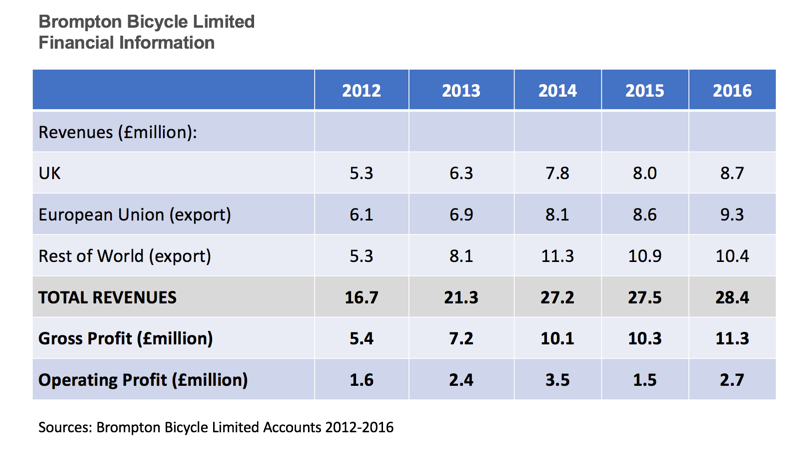 Brompton Bicycle Limited
Financial Information
2012 2013 2014 2015 2016
Revenues (£million):
UK 5.3 6.3 7.8 8.0 8.7
European Union (export) 6.1 6.9 8.1 8.6 9.3
Rest of World (export) 5.3 8.1 11.3 10.9 10.4
TOTAL REVENUES 16.7 21.3 27.2 27.5 28.4
Gross Profit (£million) 5.4 7.2 10.1 10.3 11.3
Operating Profit (£million) 1.6 2.4 3.5 1.5 2.7
Sources: Brompton Bicycle Limited Accounts 2012-2016